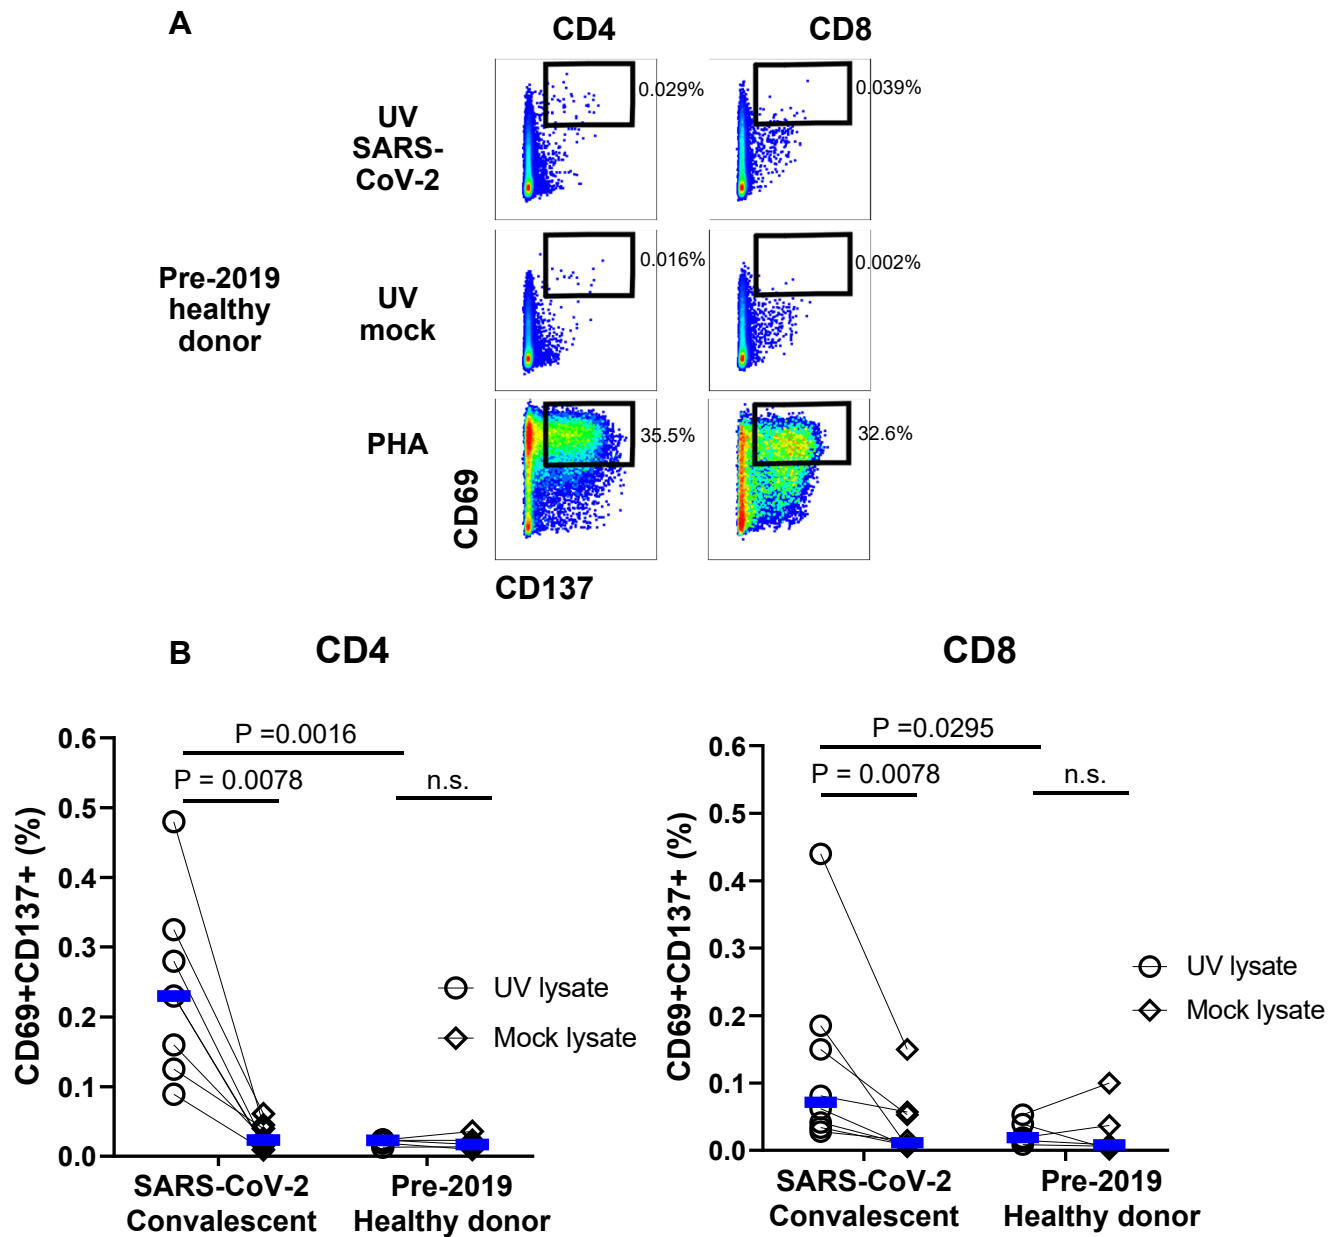 A
CD4
CD8
UV
SARS-
CoV-2
0.029%
0.039%
Pre-2019
healthy
donor
UV
mock
0.016%
0.002%
PHA
35.5%
32.6%
CD69
CD137
B
CD4
CD8
P =0.0016
P = 0.0078
n.s.
CD69+CD137+ (%)
0.6
0.5
0.4
0.3
0.2
0.1
0.0
UV lysate
Mock lysate
SARS-CoV-2
Convalescent
Pre-2019
Healthy donor
P =0.0295
P = 0.0078
n.s.
CD69+CD137+ (%)
0.6
0.5
0.4
0.3
0.2
0.1
0.0
UV lysate
Mock lysate
SARS-CoV-2
Convalescent
Pre-2019
Healthy donor